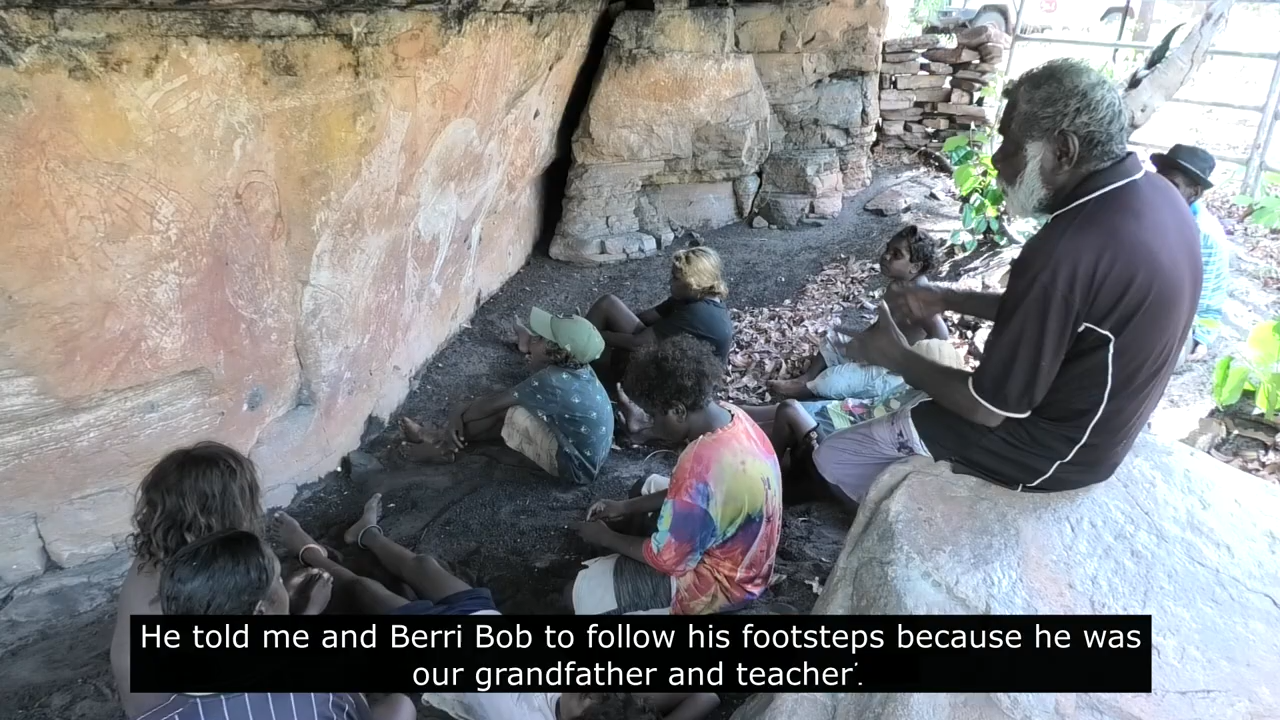 He told me and Berri Bob to follow his footsteps because he was
our grandfather and teacher'.